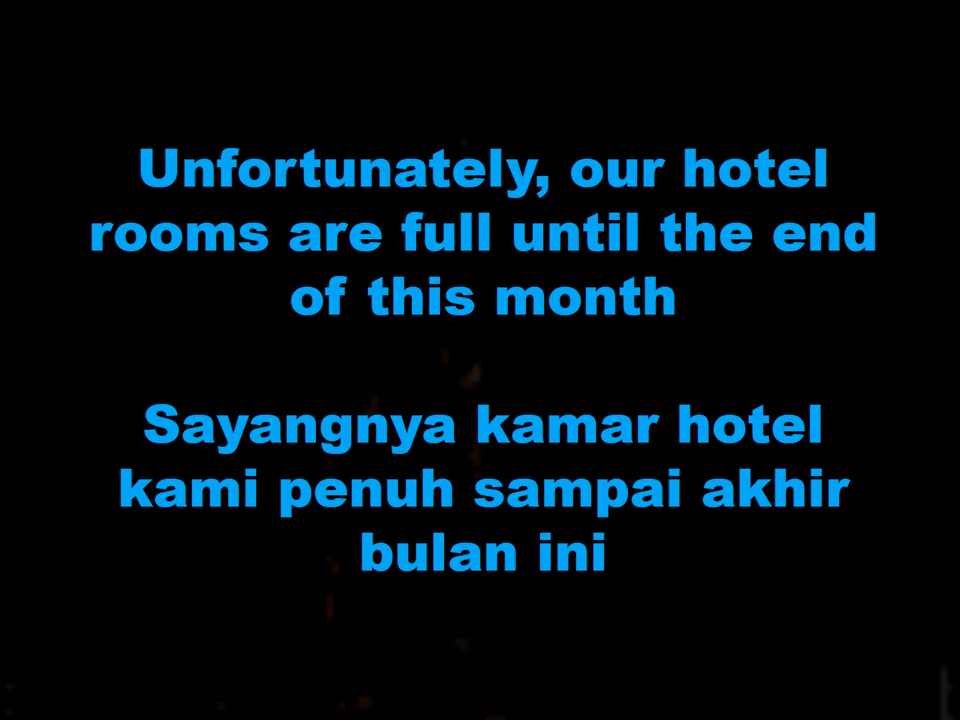 Unfortunately, our hotel
rooms are full until the end
of this month
Sayangnya kamar hotel
kami penuh sampai akhir
bulan ini